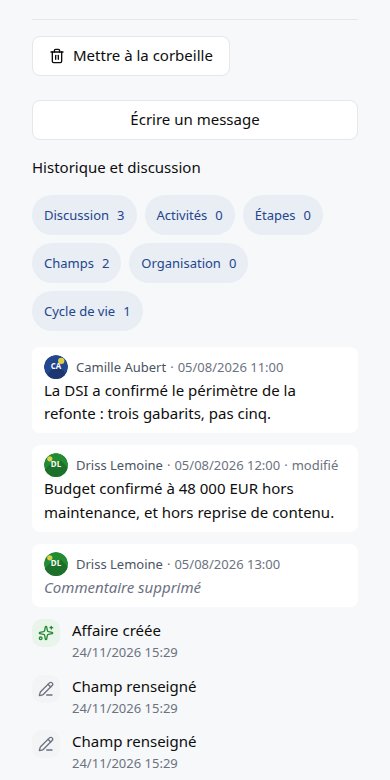 Mettre à la corbeille
Écrire un message
Historique et discussion
Discussion 3 Activités 0 Étapes 0
Champs 2 Organisation 0
Cycle de vie 1
CA Camille Aubert · 05/08/2026 11:00
La DSI a confirmé le périmètre de la
refonte : trois gabarits, pas cinq.
DL Driss Lemoine · 05/08/2026 12:00 · modifié
Budget confirmé à 48 000 EUR hors
maintenance, et hors reprise de contenu.
DL Driss Lemoine · 05/08/2026 13:00
Commentaire supprimé
Affaire créée
24/11/2026 15:29
Champ renseigné
24/11/2026 15:29
Champ renseigné
24/11/2026 15:29